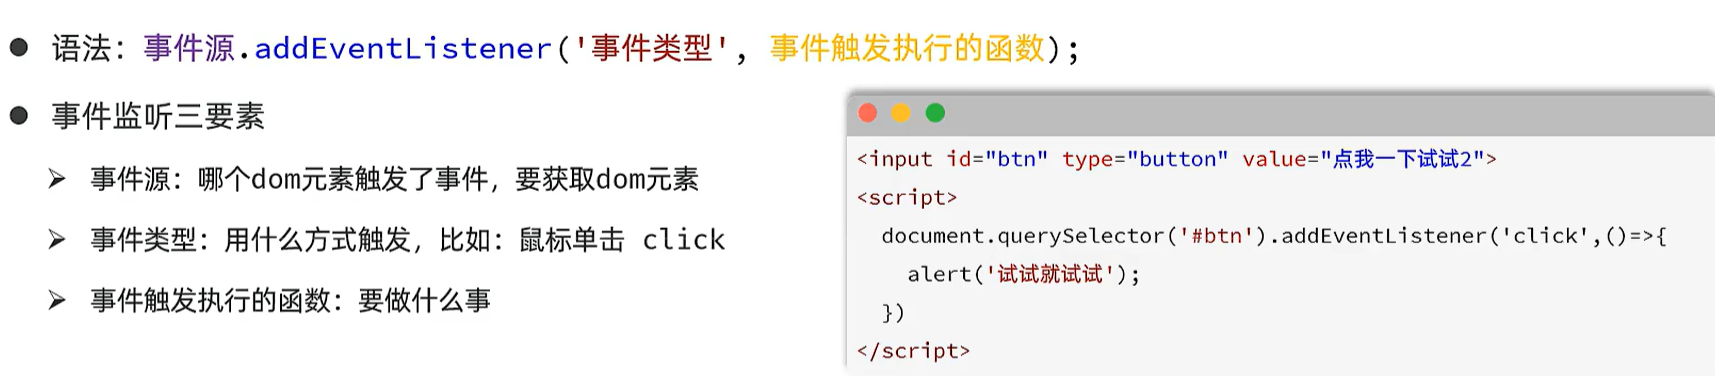 语法：事件源.addEventListener('事件类型', 事件触发执行的函数);
事件监听三要素
事件源：哪个dom元素触发了事件，要获取dom元素
事件类型：用什么方式触发，比如：鼠标单击 click
事件触发执行的函数：要做什么事
<input id="btn" type="button" value="点我一下试试2">
<script>
document.querySelector('#btn').addEventListener('click',()=>{
alert('试试就试试');
})
</script>